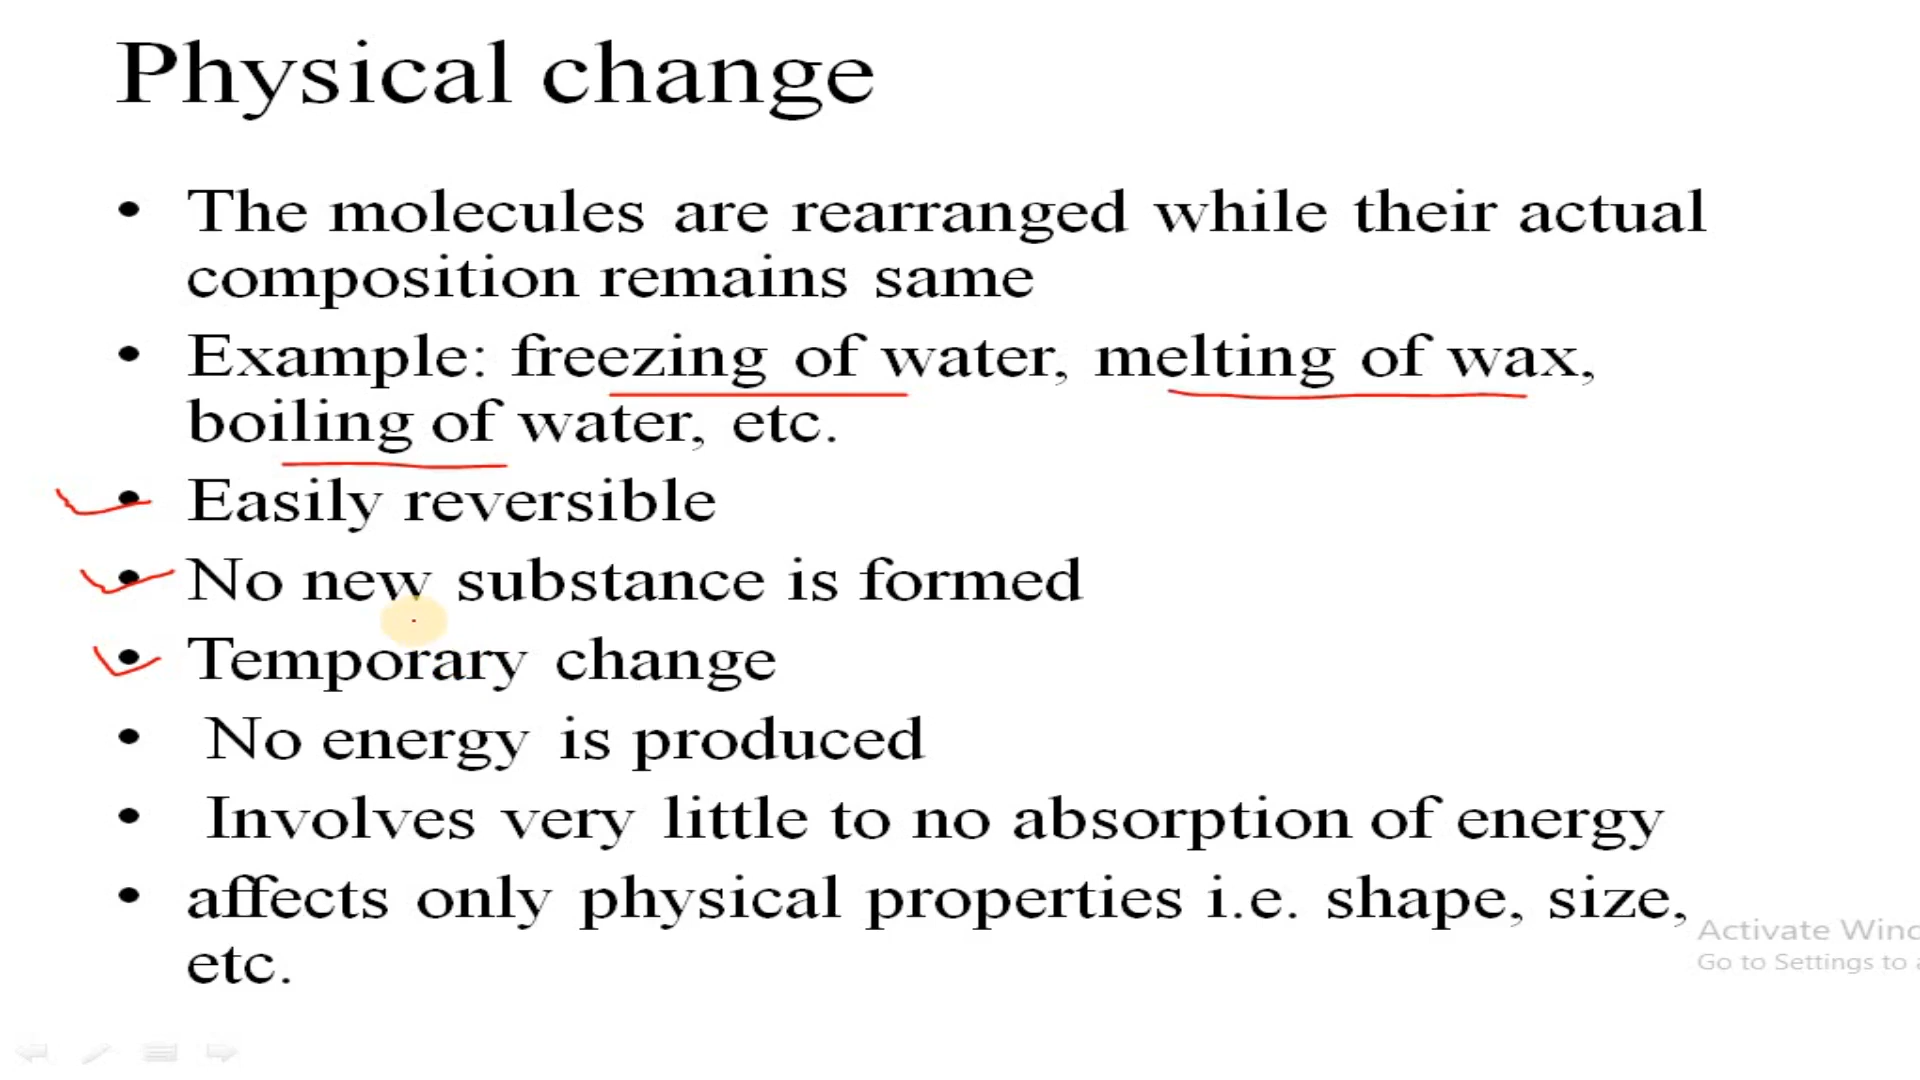 Physical change
• The molecules are rearranged while their actual
composition remains same
• Example: freezing of water, melting of wax,
boiling of water, etc.
• Easily reversible
• No new substance is formed
• Temporary change
• No energy is produced
• Involves very little to no absorption of energy
• affects only physical properties i.e. shape, size,
etc.
Activate Wind
Go to Settings to a